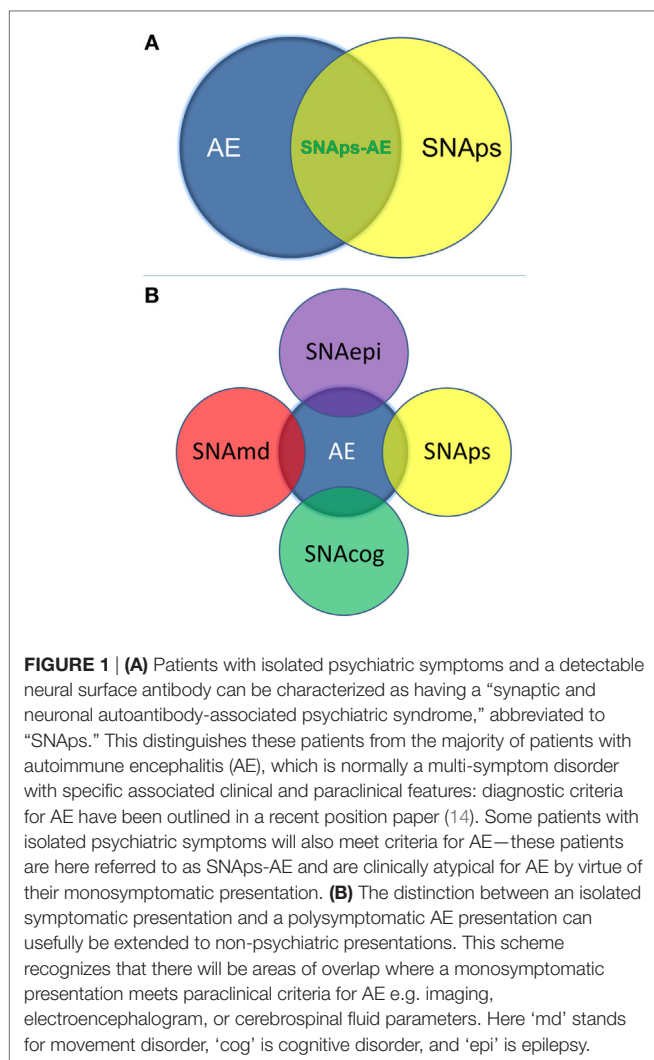 A
AE
SNAps-AE
SNAps
B
SNAepi
SNAmd
AE
SNAps
SNAcog
FIGURE 1 | (A) Patients with isolated psychiatric symptoms and a detectable
neural surface antibody can be characterized as having a “synaptic and
neuronal autoantibody-associated psychiatric syndrome,” abbreviated to
“SNAps.” This distinguishes these patients from the majority of patients with
autoimmune encephalitis (AE), which is normally a multi-symptom disorder
with specific associated clinical and paraclinical features: diagnostic criteria
for AE have been outlined in a recent position paper (14). Some patients with
isolated psychiatric symptoms will also meet criteria for AE—these patients
are here referred to as SNAps-AE and are clinically atypical for AE by virtue of
their monosymptomatic presentation. (B) The distinction between an isolated
symptomatic presentation and a polysymptomatic AE presentation can
usefully be extended to non-psychiatric presentations. This scheme
recognizes that there will be areas of overlap where a monosymptomatic
presentation meets paraclinical criteria for AE e.g. imaging,
electroencephalogram, or cerebrospinal fluid parameters. Here ‘md’ stands
for movement disorder, ‘cog’ is cognitive disorder, and ‘epi’ is epilepsy.